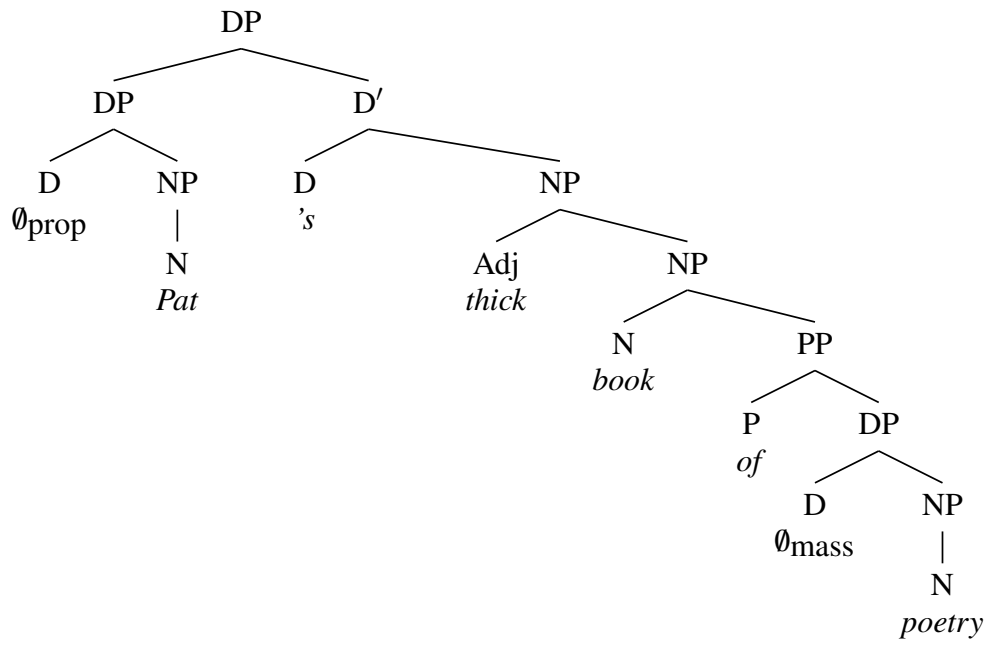 DP
DP D′
D NP D NP
∅prop 's
N Adj NP
Pat thick
N PP
book
P DP
of
D NP
∅mass
N
poetry